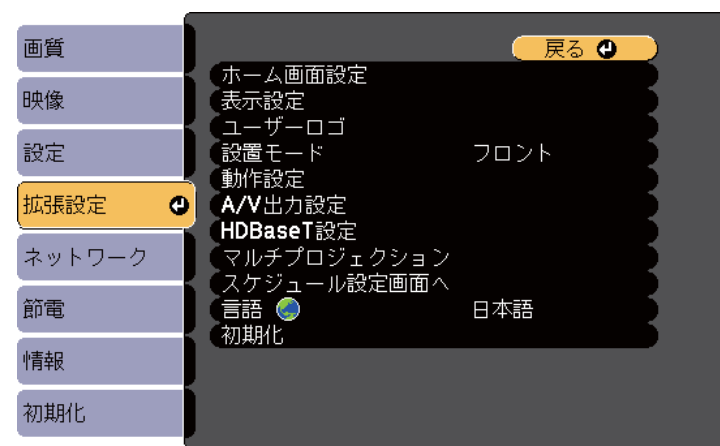 画質
映像
設定
拡張設定
ネットワーク
節電
情報
初期化
戻る
ホーム画面設定
表示設定
ユーザーロゴ
設置モード フロント
動作設定
A/V出力設定
HDBaseT設定
マルチプロジェクション
スケジュール設定画面へ
言語 日本語
初期化